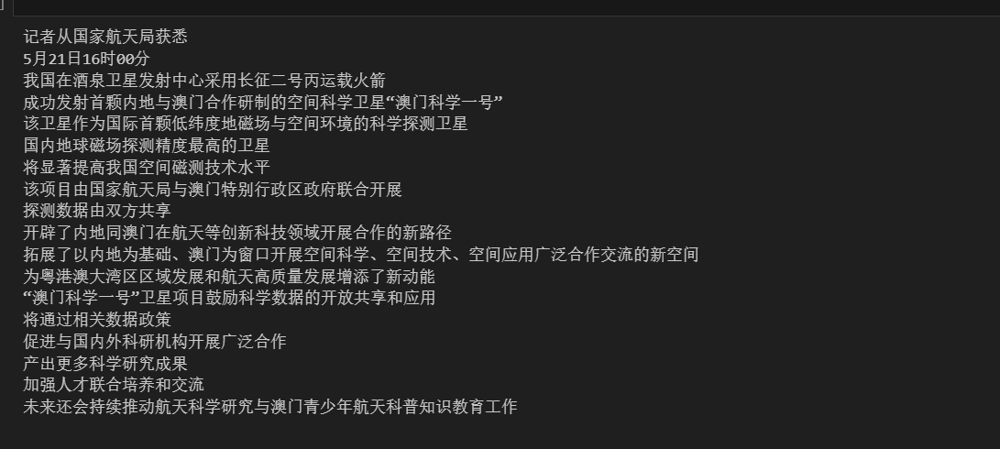 记者从国家航天局获悉
5月21日16时00分
我国在酒泉卫星发射中心采用长征二号丙运载火箭
成功发射首颗内地与澳门合作研制的空间科学卫星“澳门科学一号”
该卫星作为国际首颗低纬度地磁场与空间环境的科学探测卫星
国内地球磁场探测精度最高的卫星
将显著提高我国空间磁测技术水平
该项目由国家航天局与澳门特别行政区政府联合开展
探测数据由双方共享
开辟了内地同澳门在航天等创新科技领域开展合作的新路径
拓展了以内地为基础、澳门为窗口开展空间科学、空间技术、空间应用广泛合作交流的新空间
为粤港澳大湾区区域发展和航天高质量发展增添了新动能
“澳门科学一号”卫星项目鼓励科学数据的开放共享和应用
将通过相关数据政策
促进与国内外科研机构开展广泛合作
产出更多科学研究成果
加强人才联合培养和交流
未来还会持续推动航天科学研究与澳门青少年航天科普知识教育工作